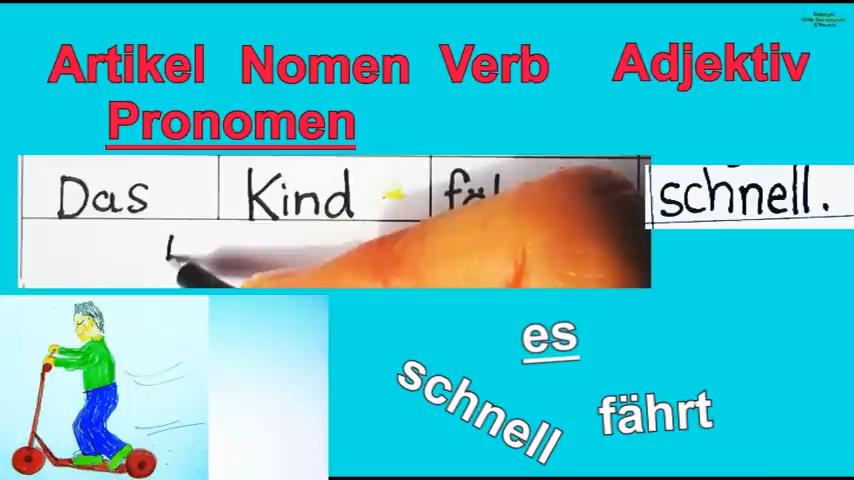 Artikel Nomen Verb Adjektiv
Pronomen
Das Kind schnell.
es
schnell
fährt